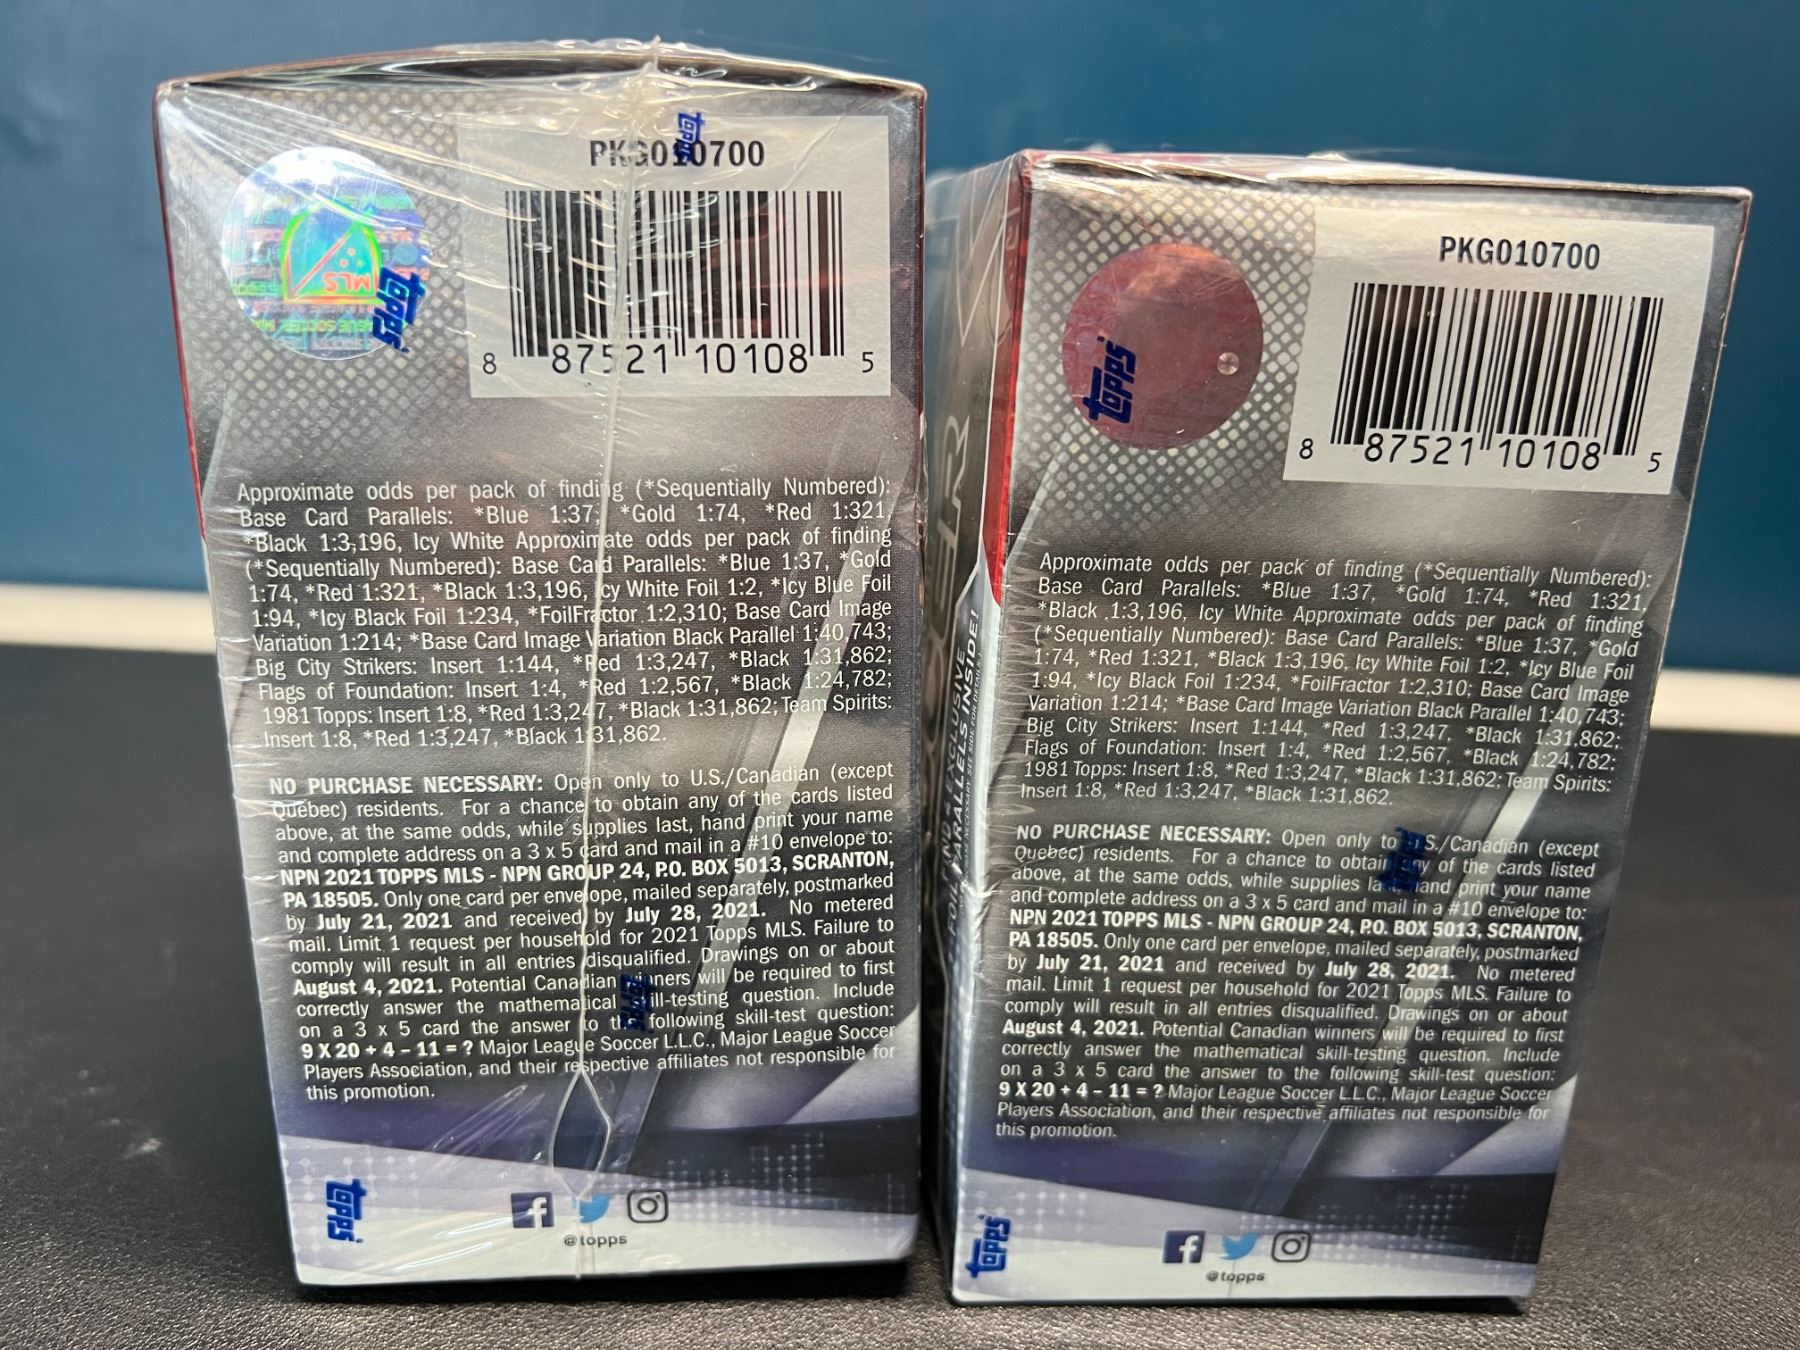 PKG010700
topps
MLS
topps
8 87521 10108 5
Approximate odds per pack of finding (*Sequentially Numbered):
Base Card Parallels: *Blue 1:37, *Gold 1:74, *Red 1:321,
*Black 1:3,196, Icy White Approximate odds per pack of finding
(*Sequentially Numbered): Base Card Parallels: *Blue 1:37, *Gold
1:74, *Red 1:321, *Black 1:3,196, Icy White Foil 1:2, *Icy Blue Foil
1:94, *Icy Black Foil 1:234, *FoilFractor 1:2,310; Base Card Image
Variation 1:214; *Base Card Image Variation Black Parallel 1:40,743;
Big City Strikers: Insert 1:144, *Red 1:3,247, *Black 1:31,862;
Flags of Foundation: Insert 1:4, *Red 1:2,567, *Black 1:24,782;
1981 Topps: Insert 1:8, *Red 1:3,247, *Black 1:31,862; Team Spirits:
Insert 1:8, *Red 1:3,247, *Black 1:31,862.
NO PURCHASE NECESSARY: Open only to U.S./Canadian (except
Quebec) residents. For a chance to obtain any of the cards listed
above, at the same odds, while supplies last, hand print your name
and complete address on a 3 x 5 card and mail in a #10 envelope to:
NPN 2021 TOPPS MLS - NPN GROUP 24, P.O. BOX 5013, SCRANTON,
PA 18505. Only one card per envelope, mailed separately, postmarked
by July 21, 2021 and received by July 28, 2021. No metered
mail. Limit 1 request per household for 2021 Topps MLS. Failure to
comply will result in all entries disqualified. Drawings on or about
August 4, 2021. Potential Canadian winners will be required to first
correctly answer the mathematical skill-testing question. Include
on a 3 x 5 card the answer to the following skill-test question:
9 X 20 + 4 – 11 = ? Major League Soccer L.L.C., Major League Soccer
Players Association, and their respective affiliates not responsible for
this promotion.
topps
topps
@topps
PKG010700
topps
8 87521 10108 5
Approximate odds per pack of finding (*Sequentially Numbered):
Base Card Parallels: *Blue 1:37, *Gold 1:74, *Red 1:321,
*Black 1:3,196, Icy White Approximate odds per pack of finding
(*Sequentially Numbered): Base Card Parallels: *Blue 1:37, *Gold
1:74, *Red 1:321, *Black 1:3,196, Icy White Foil 1:2, *Icy Blue Foil
1:94, *Icy Black Foil 1:234, *FoilFractor 1:2,310; Base Card Image
Variation 1:214; *Base Card Image Variation Black Parallel 1:40,743;
Big City Strikers: Insert 1:144, *Red 1:3,247, *Black 1:31,862;
Flags of Foundation: Insert 1:4, *Red 1:2,567, *Black 1:24,782;
1981 Topps: Insert 1:8, *Red 1:3,247, *Black 1:31,862; Team Spirits:
Insert 1:8, *Red 1:3,247, *Black 1:31,862.
NO PURCHASE NECESSARY: Open only to U.S./Canadian (except
Quebec) residents. For a chance to obtain any of the cards listed
above, at the same odds, while supplies last, hand print your name
and complete address on a 3 x 5 card and mail in a #10 envelope to:
NPN 2021 TOPPS MLS - NPN GROUP 24, P.O. BOX 5013, SCRANTON,
PA 18505. Only one card per envelope, mailed separately, postmarked
by July 21, 2021 and received by July 28, 2021. No metered
mail. Limit 1 request per household for 2021 Topps MLS. Failure to
comply will result in all entries disqualified. Drawings on or about
August 4, 2021. Potential Canadian winners will be required to first
correctly answer the mathematical skill-testing question. Include
on a 3 x 5 card the answer to the following skill-test question:
9 X 20 + 4 – 11 = ? Major League Soccer L.L.C., Major League Soccer
Players Association, and their respective affiliates not responsible for
this promotion.
topps
topps
@topps
EXCLUSIVE
PARALLELS INSIDE!